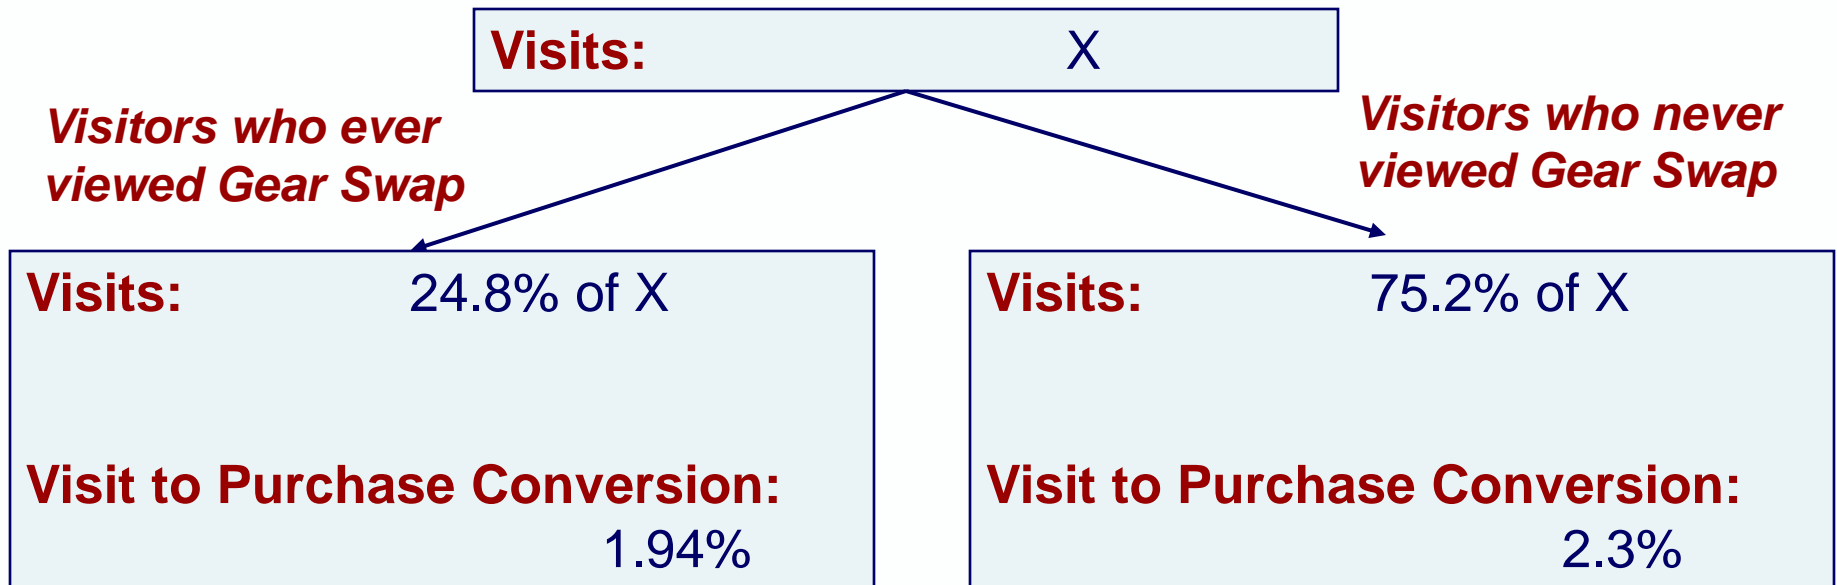 Visits: X
Visitors who ever
viewed Gear Swap
Visitors who never
viewed Gear Swap
Visits: 24.8% of X
Visit to Purchase Conversion:
1.94%
Visits: 75.2% of X
Visit to Purchase Conversion:
2.3%